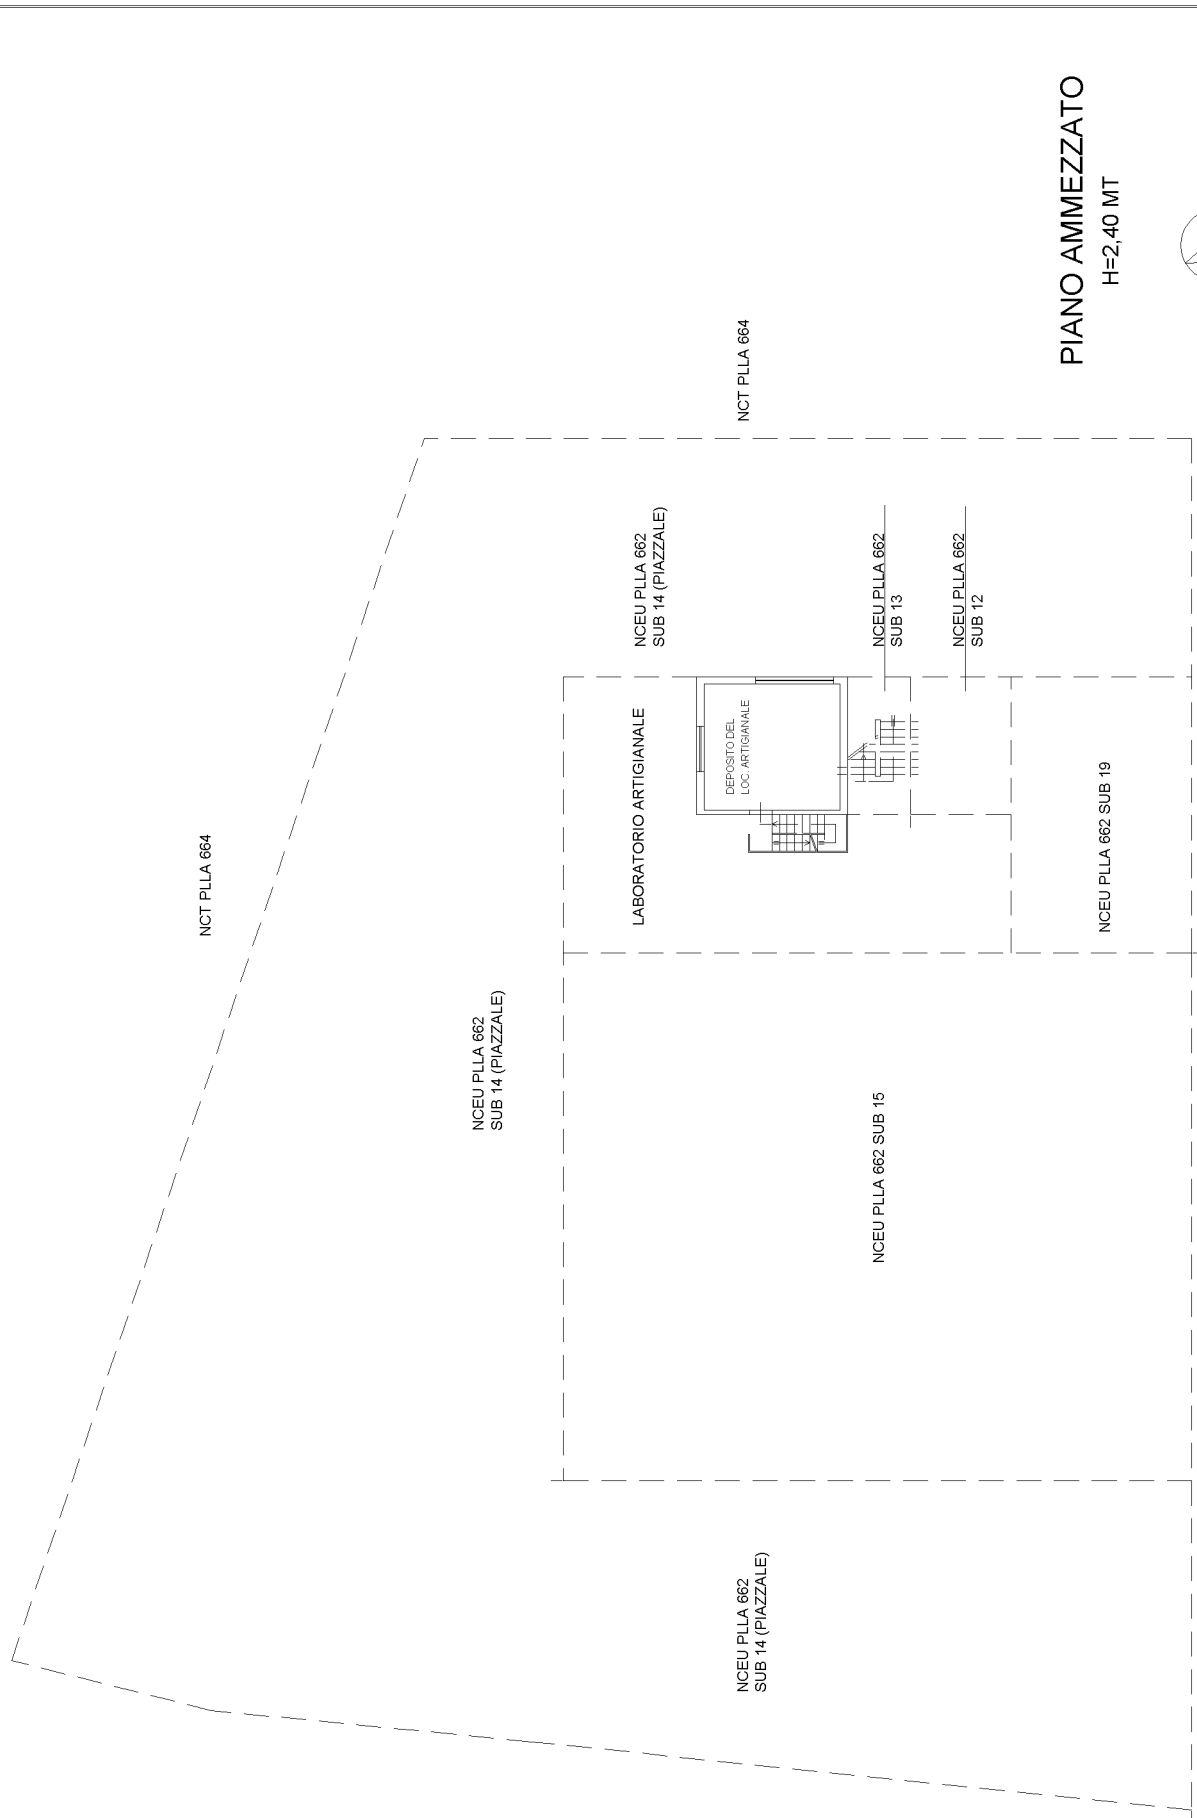 PIANO AMMEZZATO
H=2,40 MT
NCT PLLA 664
NCT PLLA 664
NCEU PLLA 662
SUB 14 (PIAZZALE)
NCEU PLLA 662
SUB 13
NCEU PLLA 662
SUB 12
LABORATORIO ARTIGIANALE
DEPOSITO DEL
LOC. ARTIGIANALE
NCEU PLLA 662 SUB 19
NCEU PLLA 662
SUB 14 (PIAZZALE)
NCEU PLLA 662 SUB 15
NCEU PLLA 662
SUB 14 (PIAZZALE)